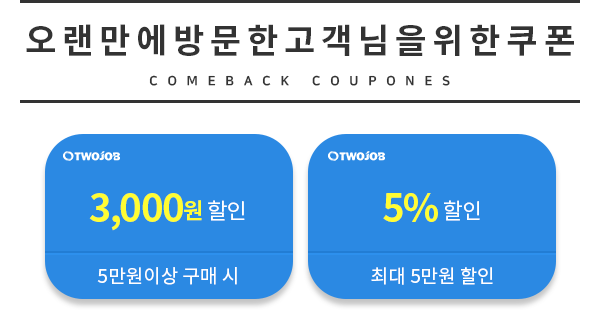 오랜만에방문한고객님을위한쿠폰
COMEBACK COUPONES
OTWOJOB
3,000원 할인
5만원이상 구매 시
OTWOJOB
5% 할인
최대 5만원 할인